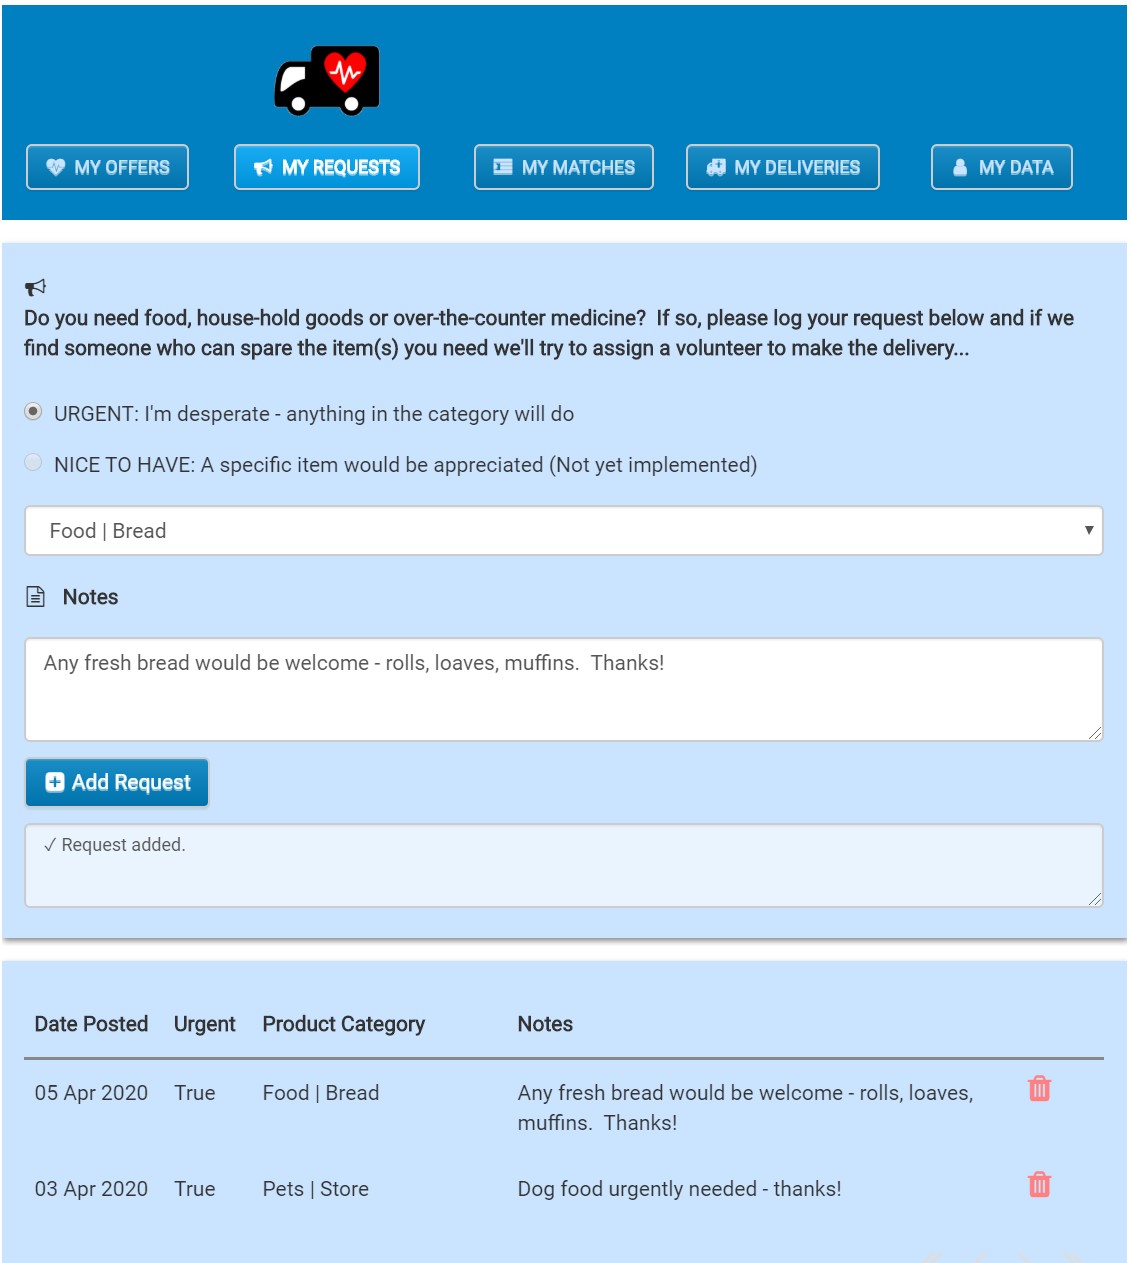 MY OFFERS MY REQUESTS MY MATCHES MY DELIVERIES MY DATA
Do you need food, house-hold goods or over-the-counter medicine?  If so, please log your request below and if we
find someone who can spare the item(s) you need we'll try to assign a volunteer to make the delivery...
URGENT: I'm desperate - anything in the category will do
NICE TO HAVE: A specific item would be appreciated (Not yet implemented)
Food | Bread
Notes
Any fresh bread would be welcome - rolls, loaves, muffins.  Thanks!
Add Request
✓ Request added.
Date Posted Urgent Product Category Notes
05 Apr 2020 True Food | Bread Any fresh bread would be welcome - rolls, loaves,
muffins.  Thanks!
03 Apr 2020 True Pets | Store Dog food urgently needed - thanks!